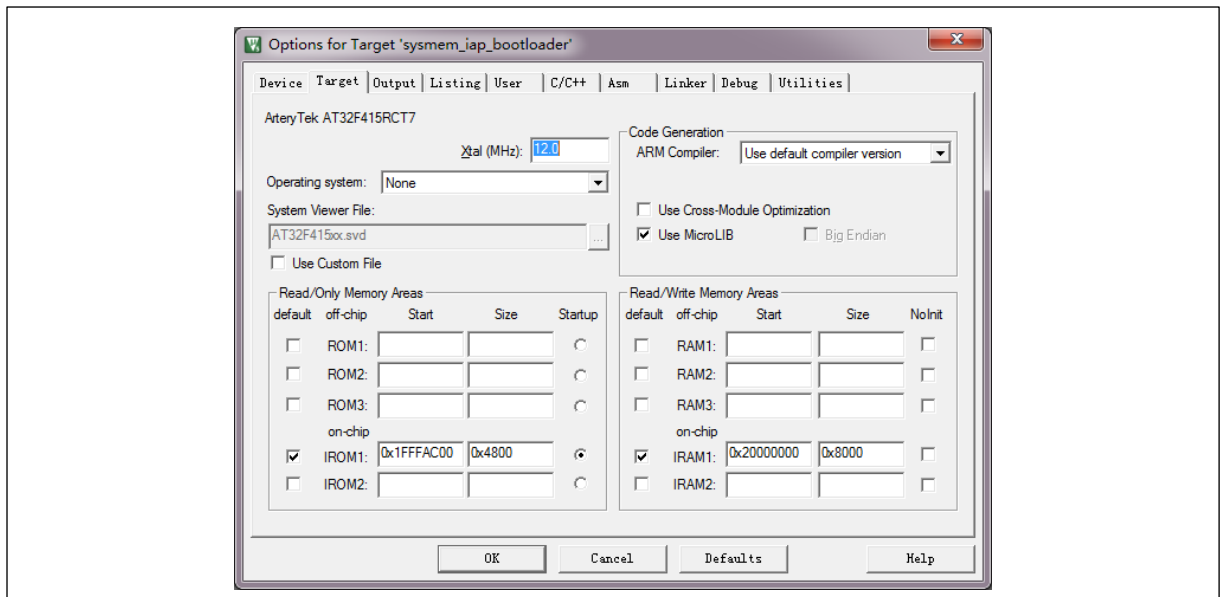 Options for Target 'sysmem_iap_bootloader'
Device Target Output Listing User C/C++ Asm Linker Debug Utilities
ArteryTek AT32F415RCT7
Xtal (MHz): 12.0
Operating system: None
System Viewer File:
AT32F415xx.svd ...
Use Custom File
Code Generation
ARM Compiler: Use default compiler version
Use Cross-Module Optimization
Use MicroLIB Big Endian
Read/Only Memory Areas
default off-chip Start Size Startup
ROM1:
ROM2:
ROM3:
on-chip
IROM1: 0x1FFFAC00 0x4800
IROM2:
Read/Write Memory Areas
default off-chip Start Size NoInit
RAM1:
RAM2:
RAM3:
on-chip
IRAM1: 0x20000000 0x8000
IRAM2:
OK Cancel Defaults Help